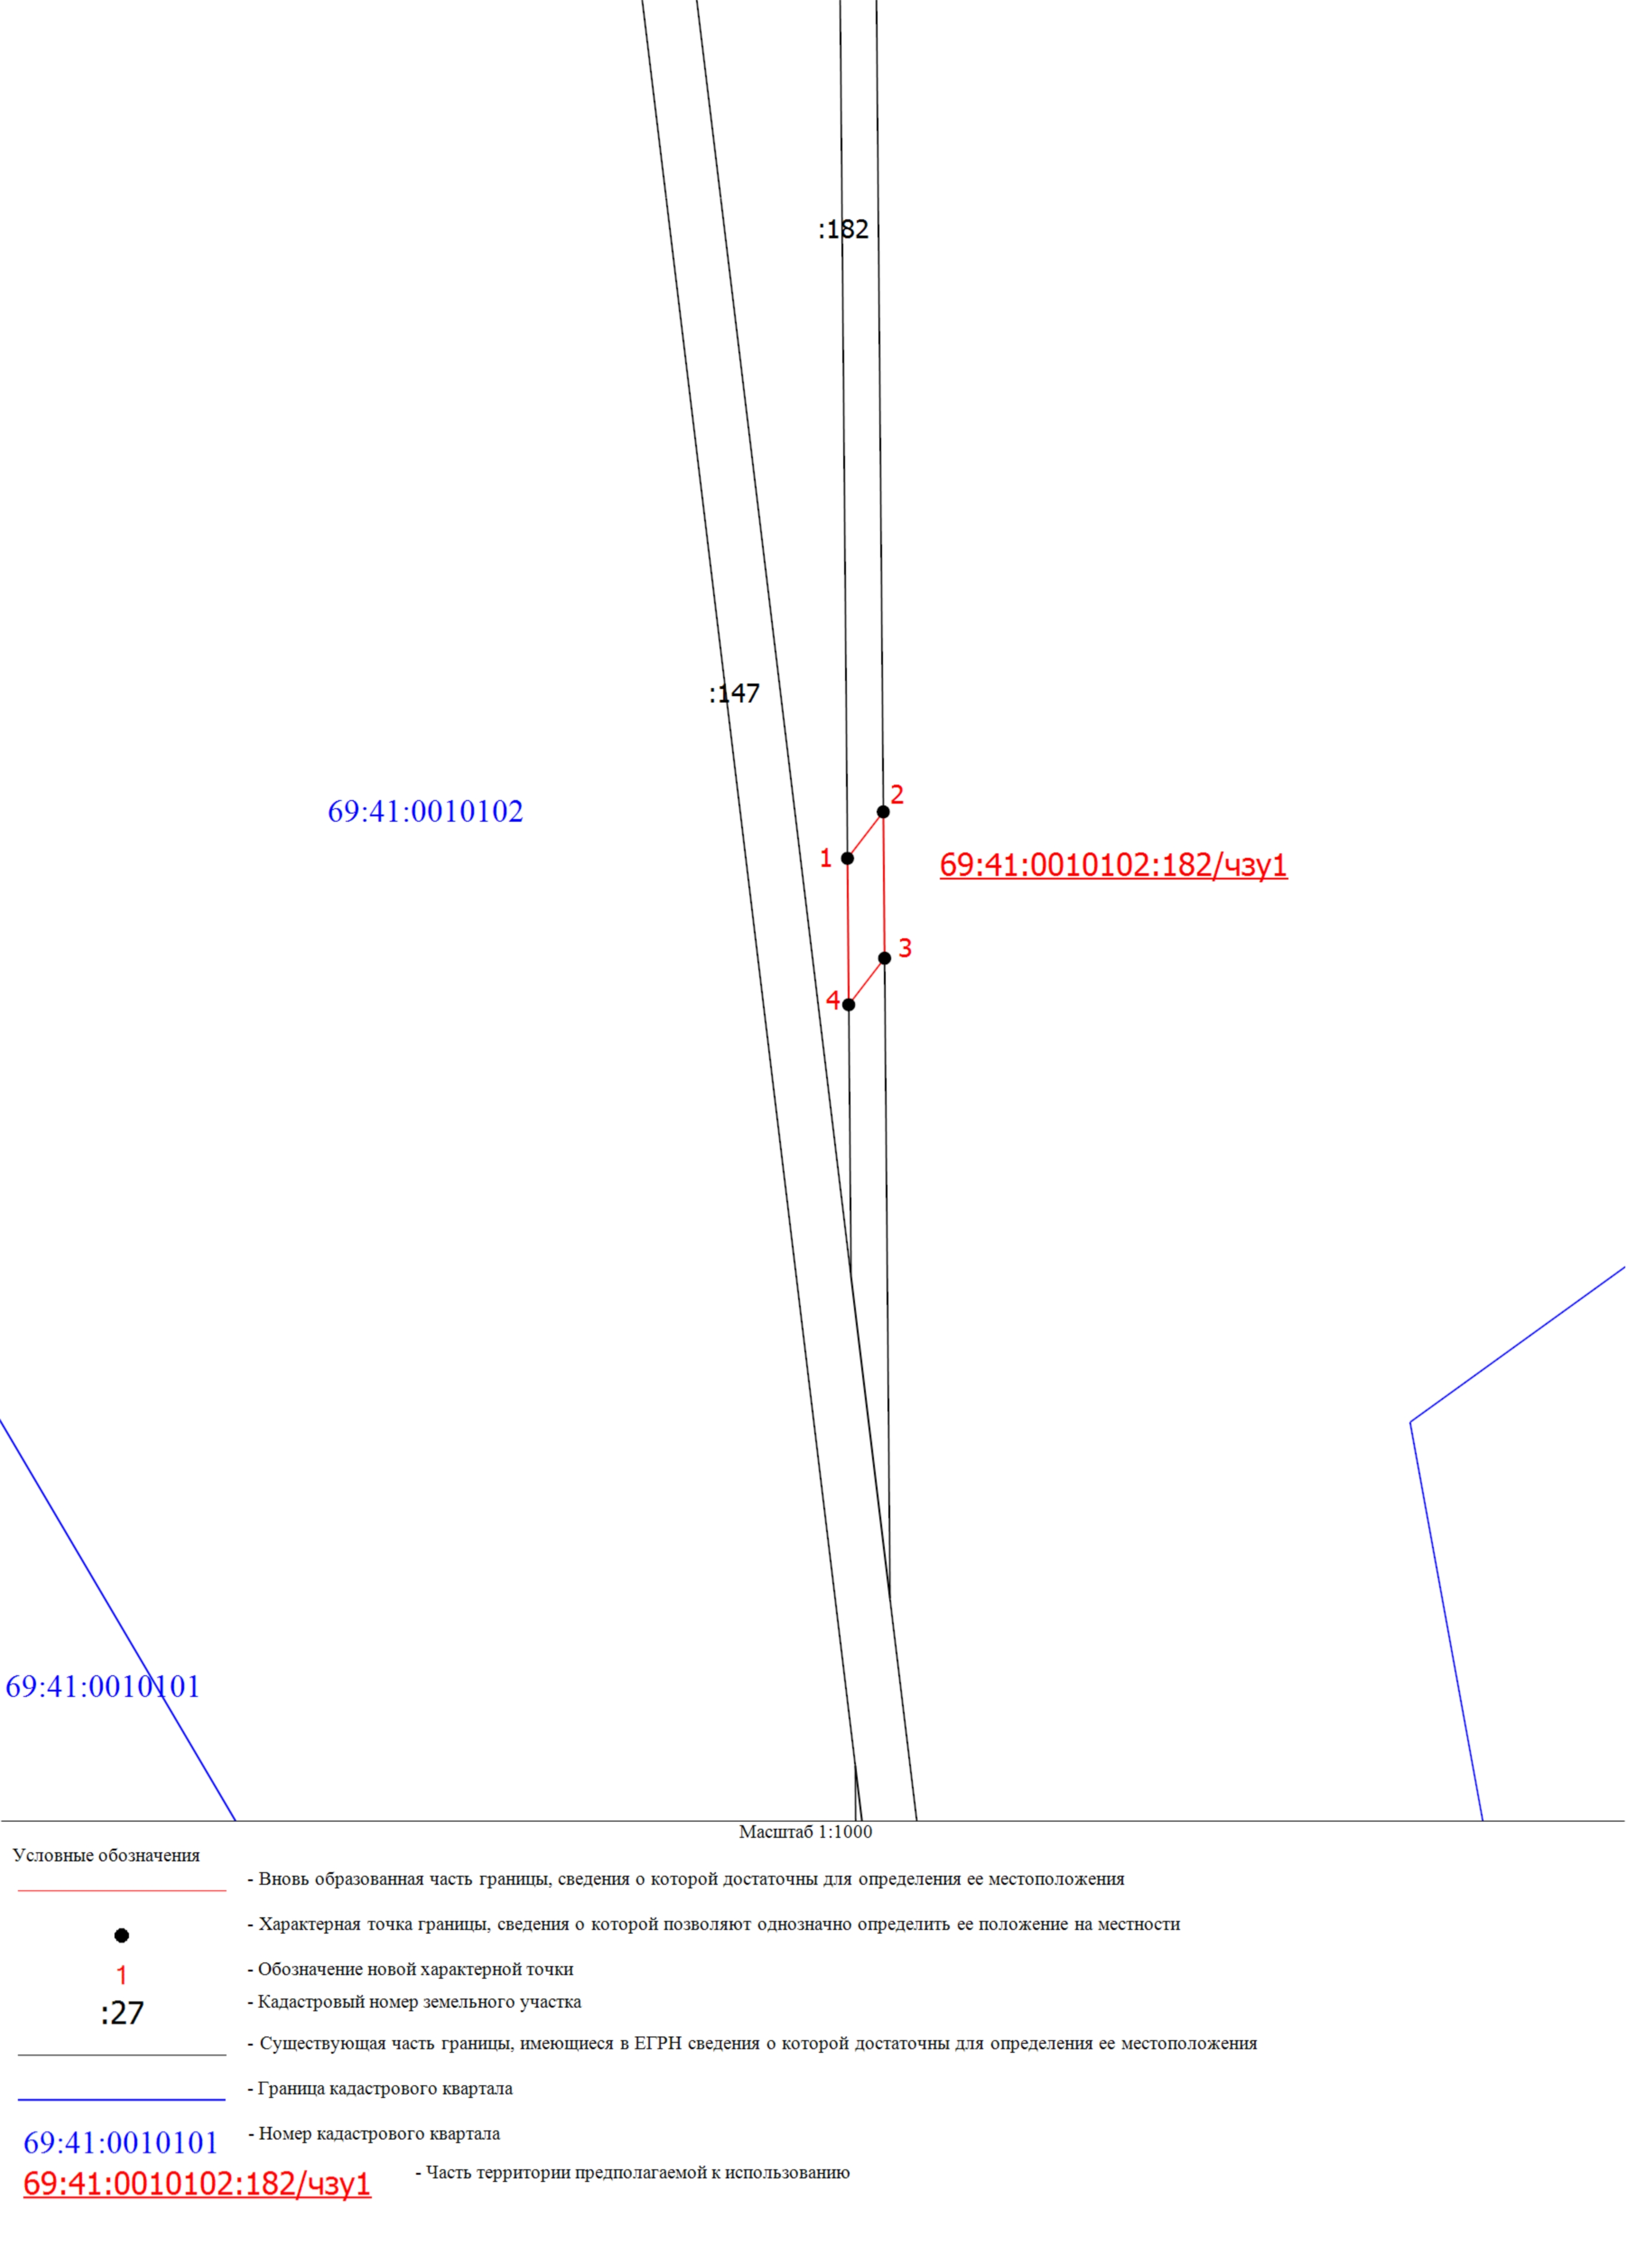 :182
:147
2
69:41:0010102
1
69:41:0010102:182/чзу1
3
4
69:41:0010101
Масштаб 1:1000
Условные обозначения
- Вновь образованная часть границы, сведения о которой достаточны для определения ее местоположения
- Характерная точка границы, сведения о которой позволяют однозначно определить ее положение на местности
1 - Обозначение новой характерной точки
:27 - Кадастровый номер земельного участка
- Существующая часть границы, имеющиеся в ЕГРН сведения о которой достаточны для определения ее местоположения
- Граница кадастрового квартала
69:41:0010101 - Номер кадастрового квартала
69:41:0010102:182/чзу1 - Часть территории предполагаемой к использованию